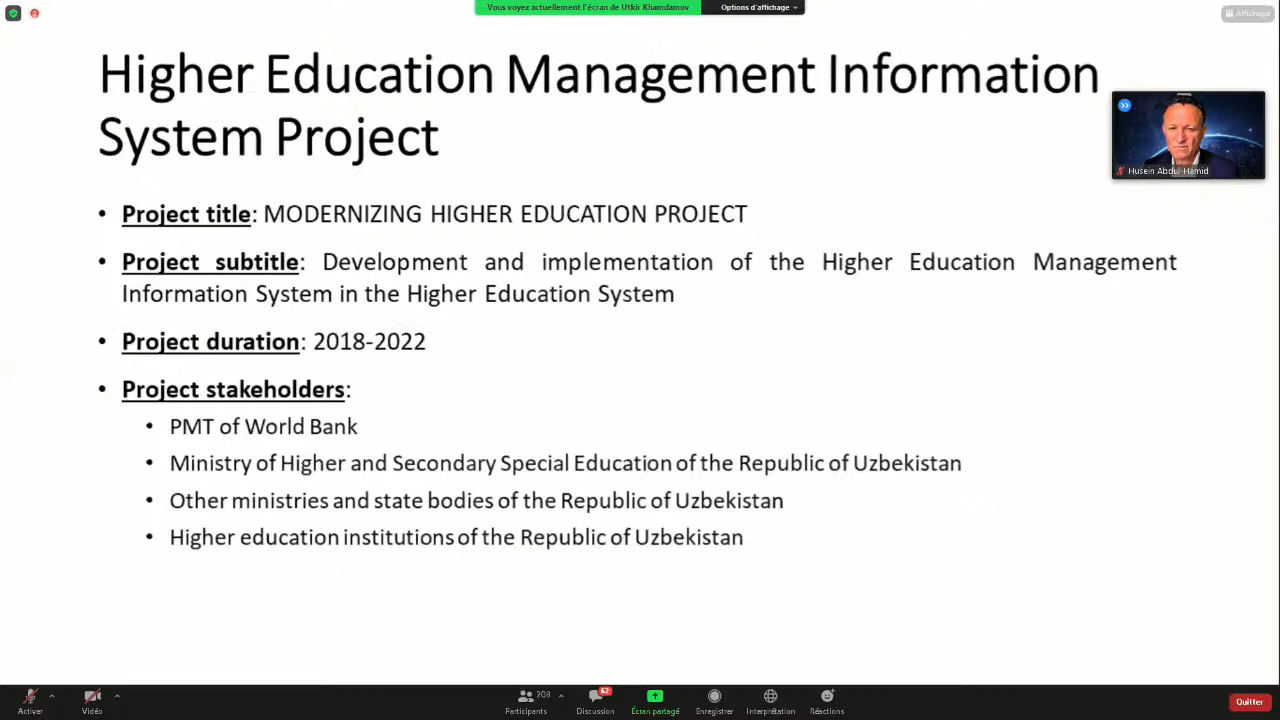 Vous voyez actuellement l'écran de Utkir Khamdamov
Options d'affichage
Affichage
Higher Education Management Information
System Project
Husein Abdul-Hamid
• Project title: MODERNIZING HIGHER EDUCATION PROJECT
• Project subtitle: Development and implementation of the Higher Education Management
Information System in the Higher Education System
• Project duration: 2018-2022
• Project stakeholders:
• PMT of World Bank
• Ministry of Higher and Secondary Special Education of the Republic of Uzbekistan
• Other ministries and state bodies of the Republic of Uzbekistan
• Higher education institutions of the Republic of Uzbekistan
Activer
Vidéo
208
Participants
62
Discussion
Écran partagé
Enregistrer
Interprétation
Réactions
Quitter